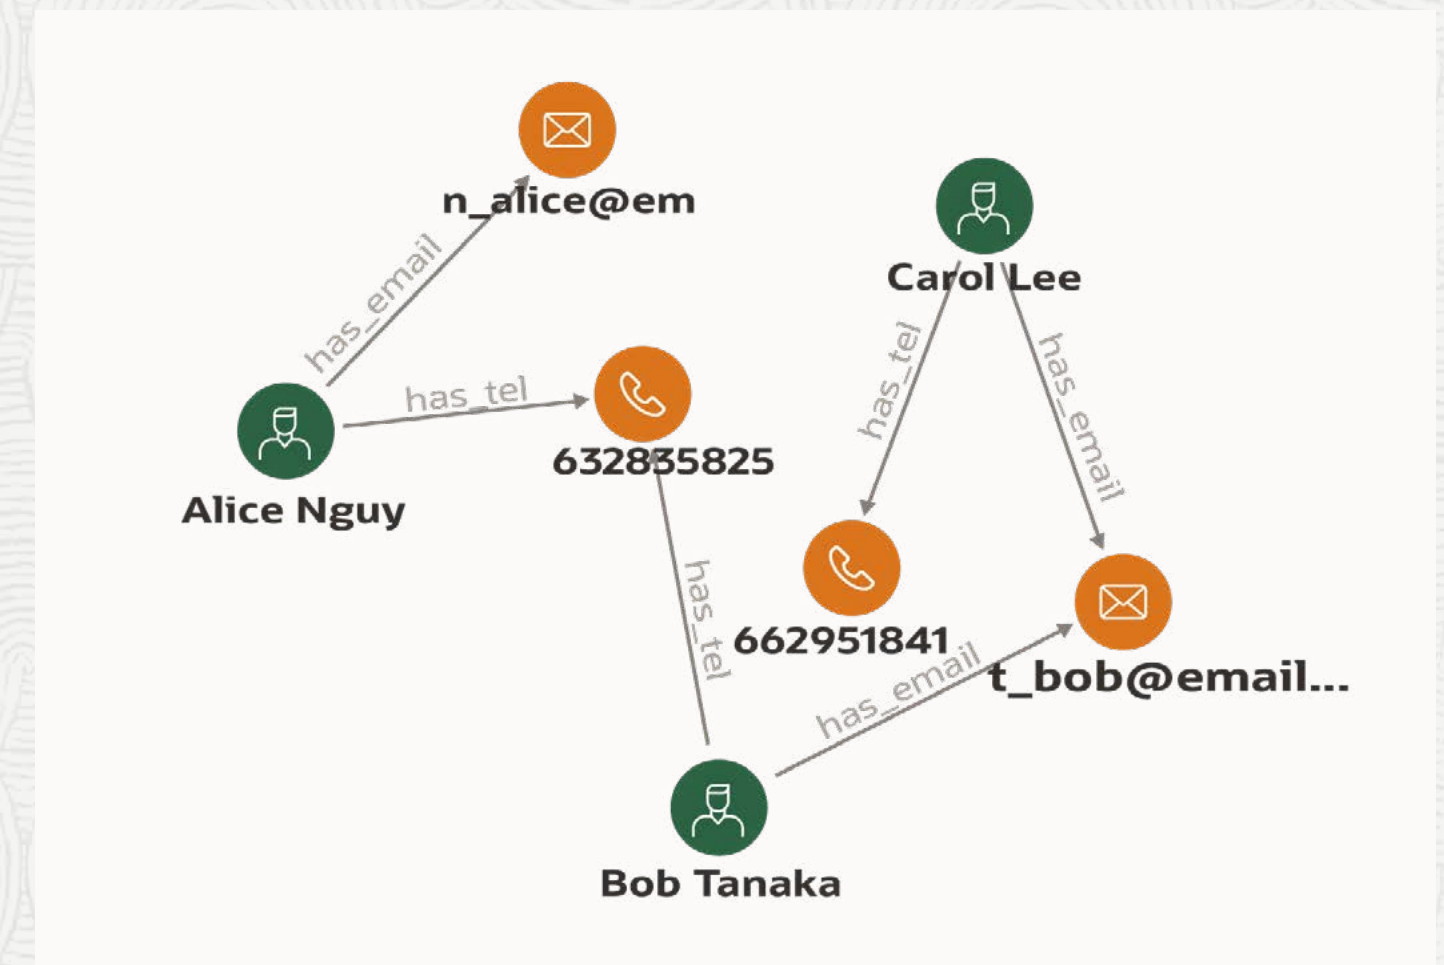 n_alice@em
Carol Lee
has_email
has_tel
has_email
has_tel
632835825
Alice Nguy
has_tel
662951841
has_email
t_bob@email...
Bob Tanaka